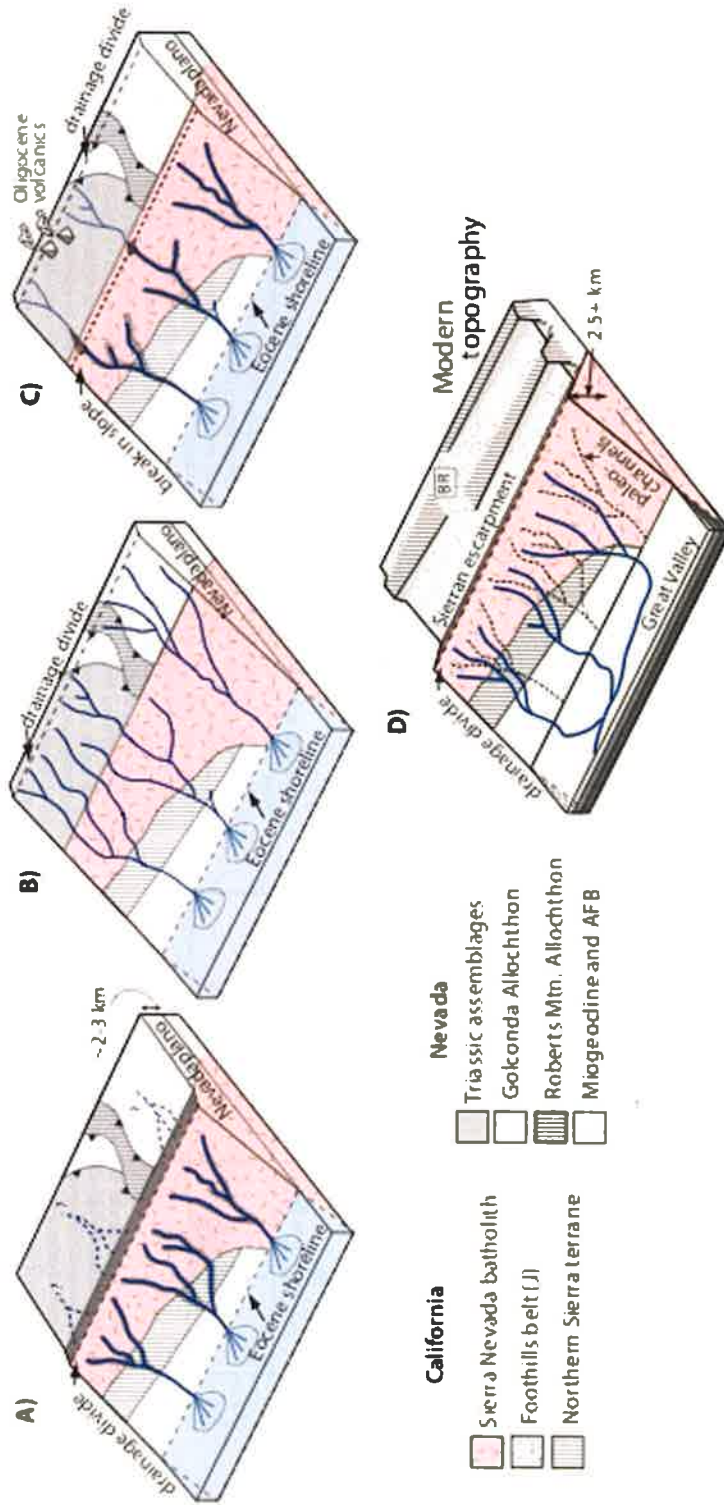 A)
drainage divide
~2-3 km
Nevadaplano
Eocene shoreline
B)
drainage divide
Nevadaplano
Eocene shoreline
C)
Oligocene
volcanics
drainage divide
break in slope
Nevadaplano
Eocene shoreline
D)
Modern
topography
Sierran escarpment
BR
drainage divide
paleo-
channels
2.5+ km
Great Valley
California
Sierra Nevada batholith
Foothills belt (J)
Northern Sierra terrane
Nevada
Triassic assemblages
Golconda Allochthon
Roberts Mtn. Allochthon
Miogeocline and AFB